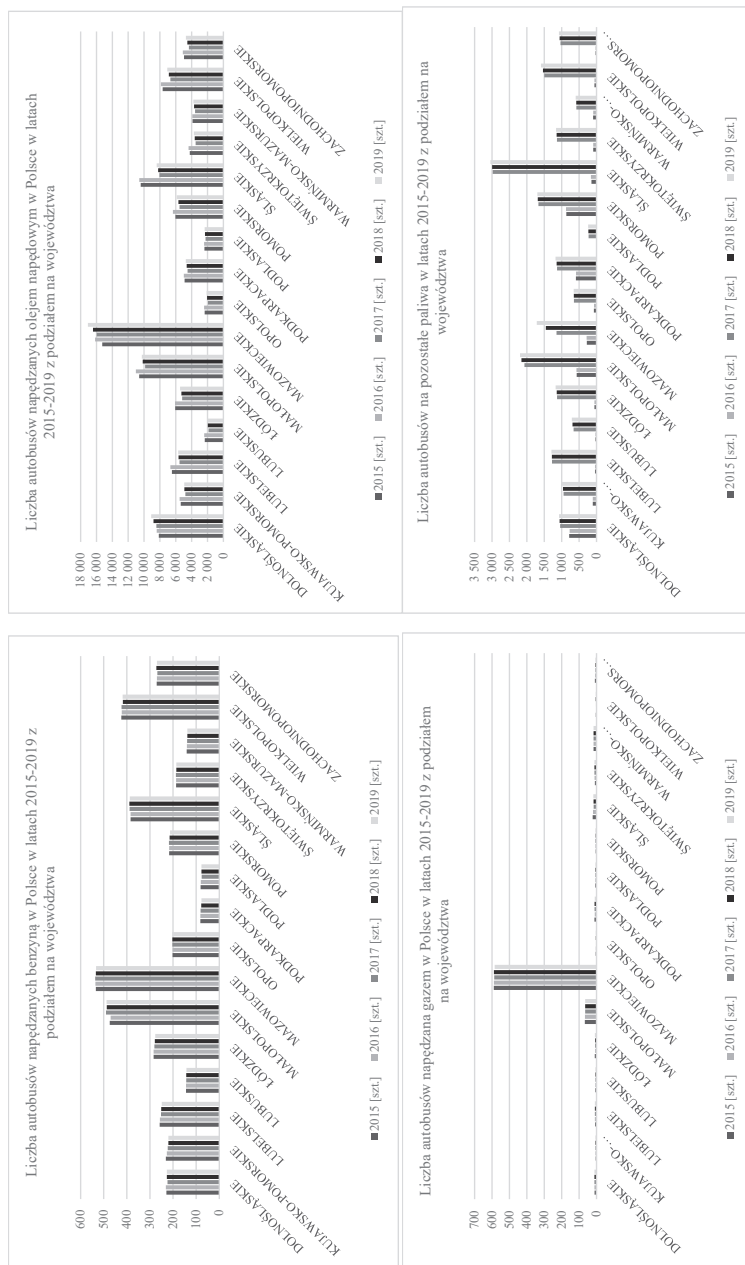 Liczba autobusów napędzanych benzyną w Polsce w latach 2015-2019 z
podziałem na województwa
600
500
400
300
200
100
0
DOLNOŚLĄSKIE
KUJAWSKO-POMORSKIE
LUBELSKIE
LUBUSKIE
ŁÓDZKIE
MAŁOPOLSKIE
MAZOWIECKIE
OPOLSKIE
PODKARPACKIE
PODLASKIE
POMORSKIE
ŚLĄSKIE
ŚWIĘTOKRZYSKIE
WARMIŃSKO-MAZURSKIE
WIELKOPOLSKIE
ZACHODNIOPOMORSKIE
2015 [szt.] 2016 [szt.] 2017 [szt.] 2018 [szt.] 2019 [szt.]
Liczba autobusów napędzanych olejem napędowym w Polsce w latach
2015-2019 z podziałem na województwa
18 000
16 000
14 000
12 000
10 000
8 000
6 000
4 000
2 000
0
DOLNOŚLĄSKIE
KUJAWSKO-POMORSKIE
LUBELSKIE
LUBUSKIE
ŁÓDZKIE
MAŁOPOLSKIE
MAZOWIECKIE
OPOLSKIE
PODKARPACKIE
PODLASKIE
POMORSKIE
ŚLĄSKIE
ŚWIĘTOKRZYSKIE
WARMIŃSKO-MAZURSKIE
WIELKOPOLSKIE
ZACHODNIOPOMORSKIE
2015 [szt.] 2016 [szt.] 2017 [szt.] 2018 [szt.] 2019 [szt.]
Liczba autobusów napędzana gazem w Polsce w latach 2015-2019 z podziałem
na województwa
700
600
500
400
300
200
100
0
DOLNOŚLĄSKIE
KUJAWSKO-…
LUBELSKIE
LUBUSKIE
ŁÓDZKIE
MAŁOPOLSKIE
MAZOWIECKIE
OPOLSKIE
PODKARPACKIE
PODLASKIE
POMORSKIE
ŚLĄSKIE
ŚWIĘTOKRZYSKIE
WARMIŃSKO-…
WIELKOPOLSKIE
ZACHODNIOPOMORS…
2015 [szt.] 2016 [szt.] 2017 [szt.] 2018 [szt.] 2019 [szt.]
Liczba autobusów na pozostałe paliwa w latach 2015-2019 z podziałem na
województwa
3 500
3 000
2 500
2 000
1 500
1 000
500
0
DOLNOŚLĄSKIE
KUJAWSKO-…
LUBELSKIE
LUBUSKIE
ŁÓDZKIE
MAŁOPOLSKIE
MAZOWIECKIE
OPOLSKIE
PODKARPACKIE
PODLASKIE
POMORSKIE
ŚLĄSKIE
ŚWIĘTOKRZYSKIE
WARMIŃSKO-…
WIELKOPOLSKIE
ZACHODNIOPOMORS…
2015 [szt.] 2016 [szt.] 2017 [szt.] 2018 [szt.] 2019 [szt.]